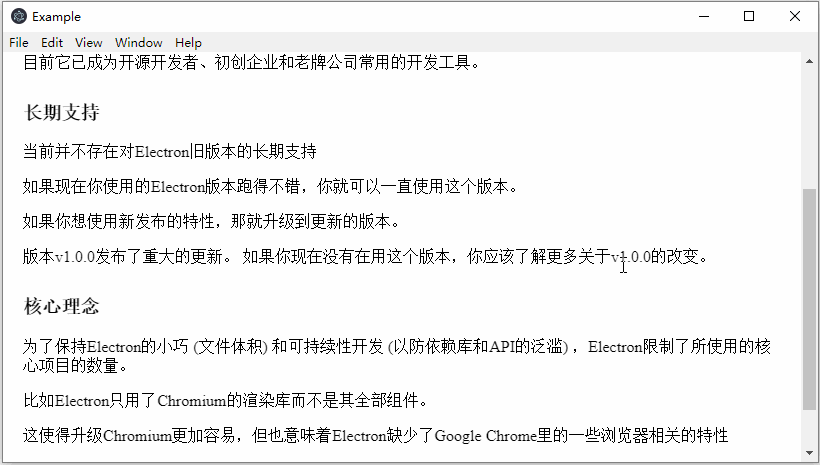 Example
File Edit View Window Help
目前它已成为开源开发者、初创企业和老牌公司常用的开发工具。
长期支持
当前并不存在对Electron旧版本的长期支持
如果现在你使用的Electron版本跑得不错，你就可以一直使用这个版本。
如果你想使用新发布的特性，那就升级到更新的版本。
版本v1.0.0发布了重大的更新。 如果你现在没有在用这个版本，你应该了解更多关于v1.0.0的改变。
核心理念
为了保持Electron的小巧 (文件体积) 和可持续性开发 (以防依赖库和API的泛滥) ，Electron限制了所使用的核
心项目的数量。
比如Electron只用了Chromium的渲染库而不是其全部组件。
这使得升级Chromium更加容易，但也意味着Electron缺少了Google Chrome里的一些浏览器相关的特性